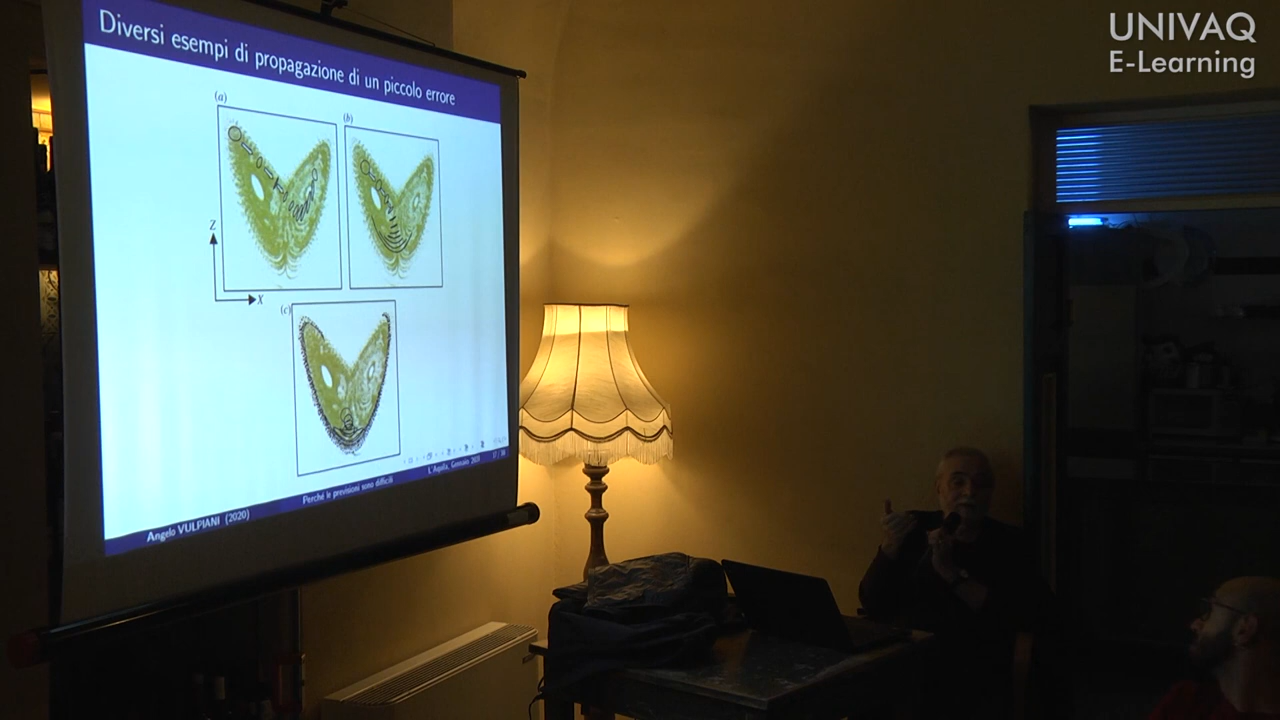 Diversi esempi di propagazione di un piccolo errore
(a)
(b)
Z
X
(c)
Angelo VULPIANI (2020)
Perché le previsioni sono difficili
L'Aquila, Gennaio 2020
UNIVAQ
E-Learning